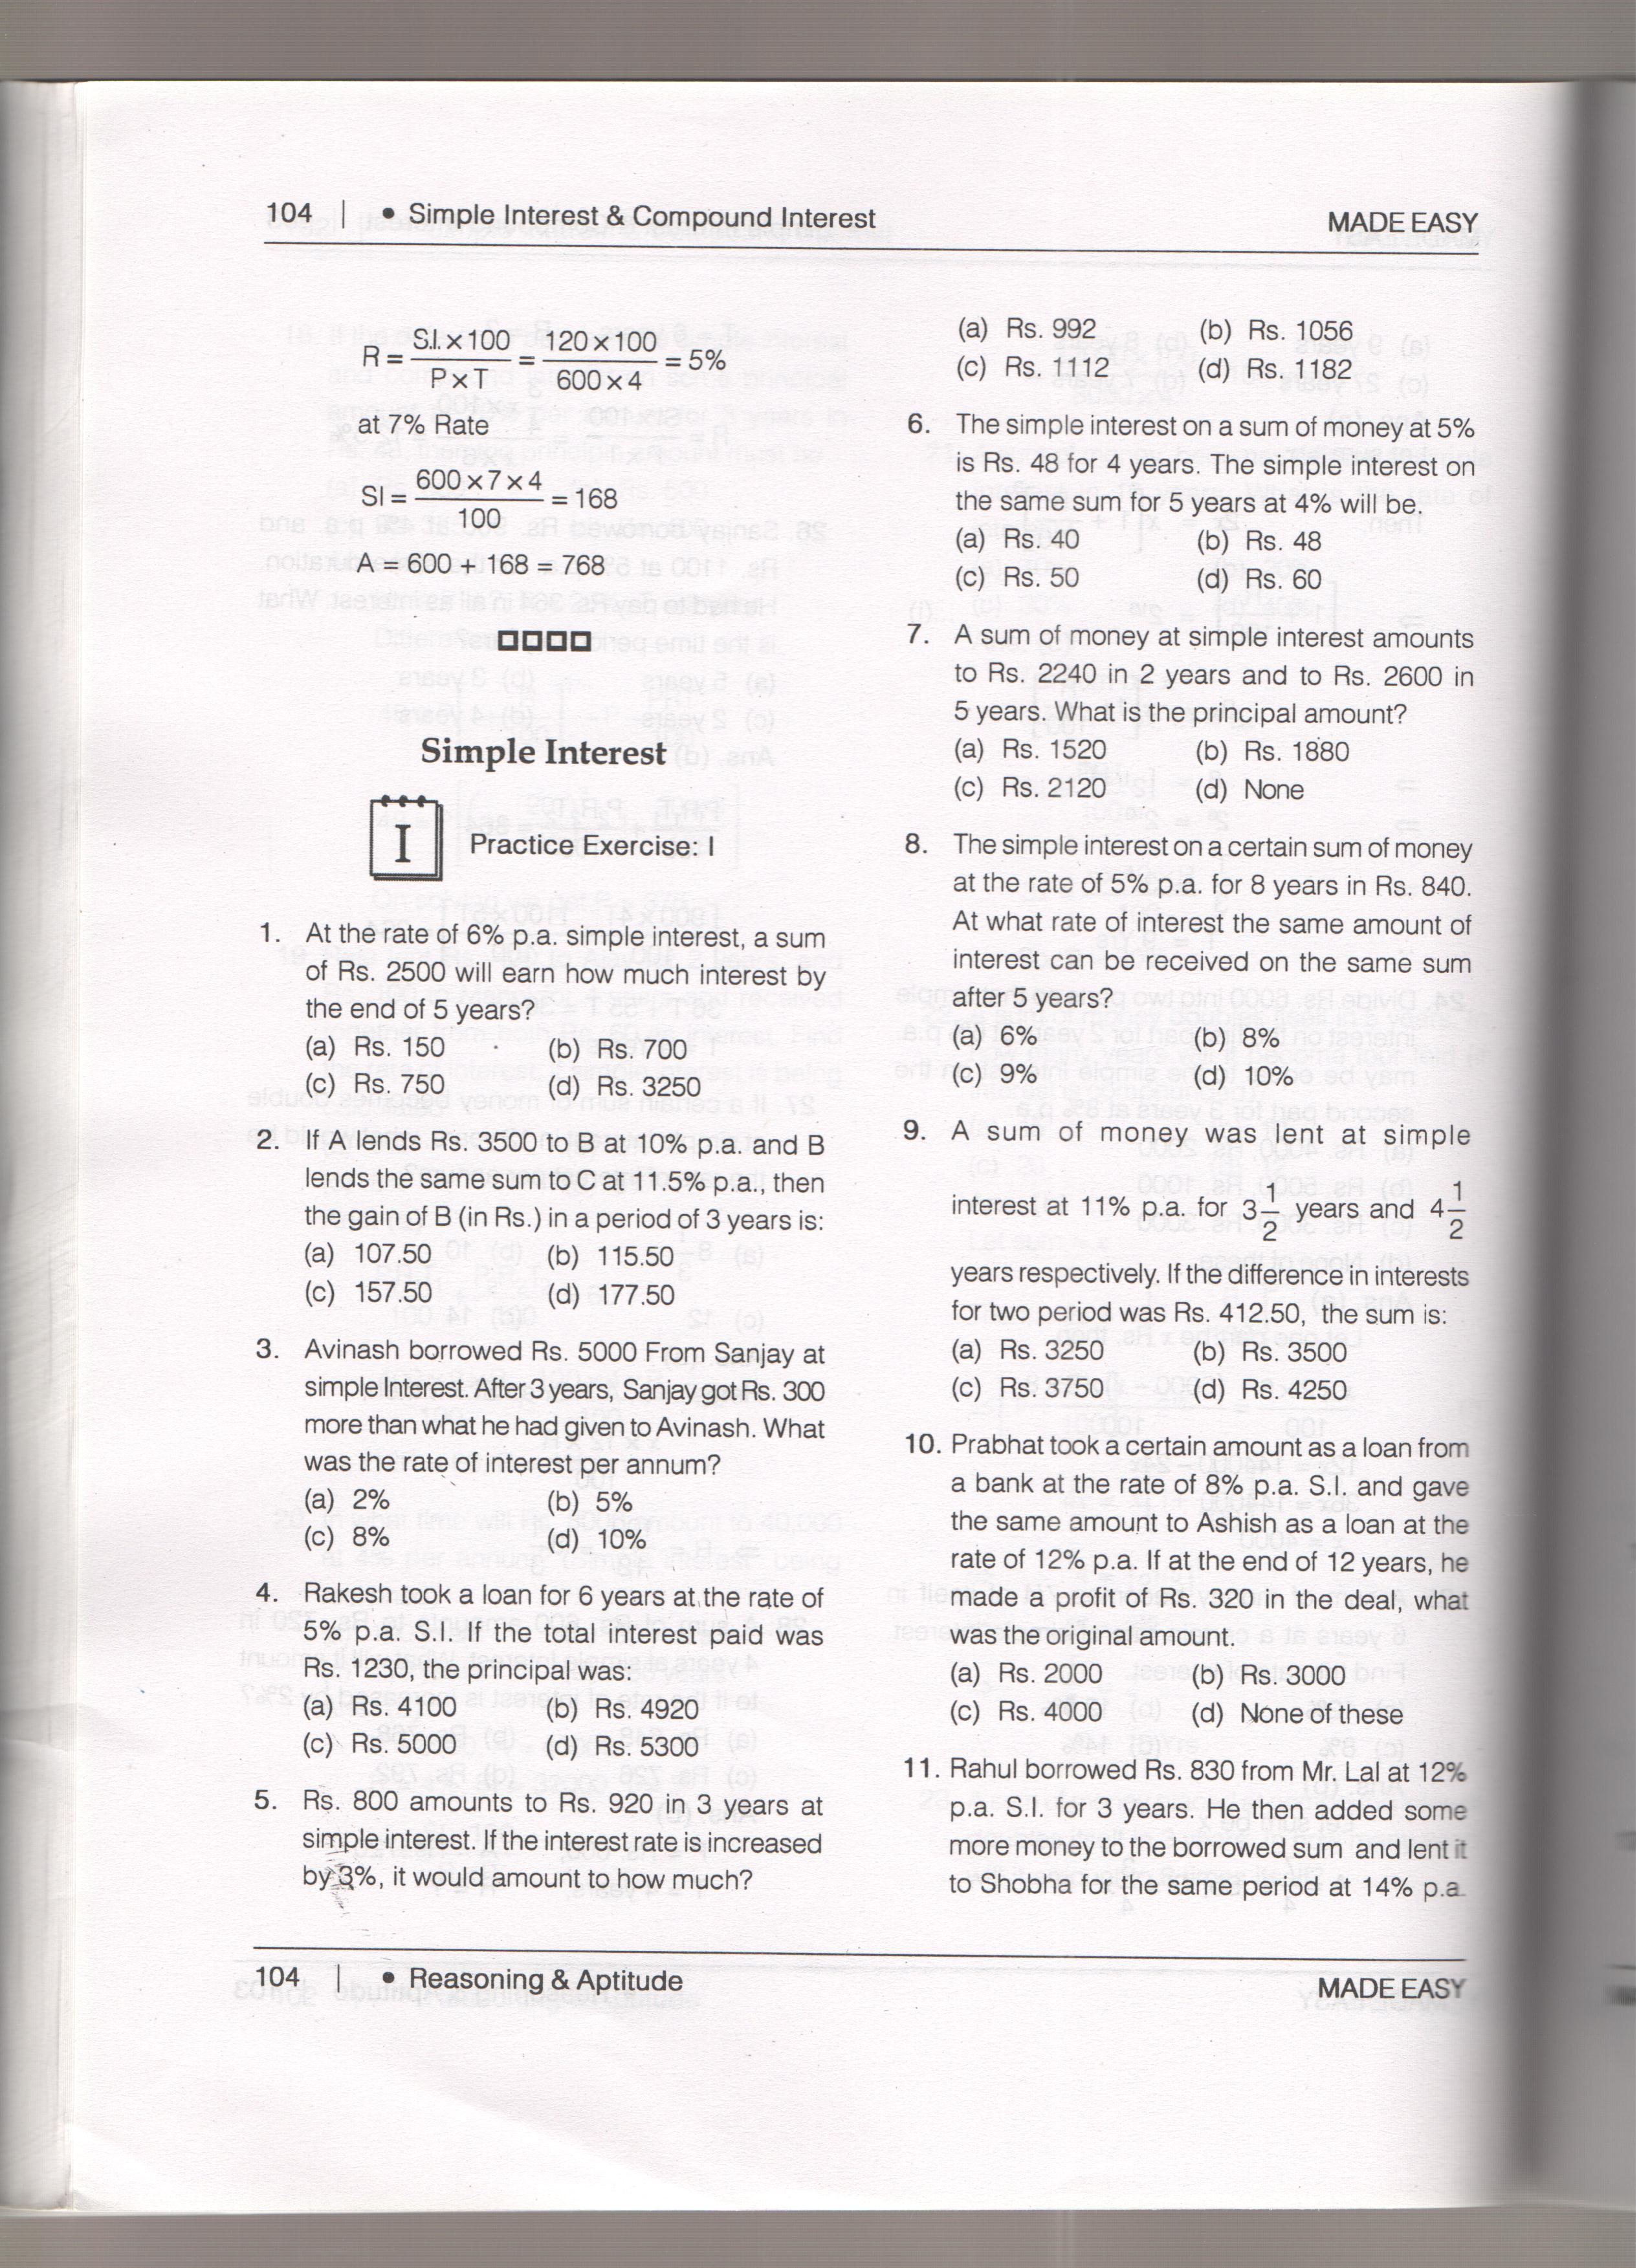 104 | • Simple Interest & Compound Interest MADE EASY
R = S.I. × 100 / P × T = 120 × 100 / 600 × 4 = 5%
at 7% Rate
SI = 600 × 7 × 4 / 100 = 168
A = 600 + 168 = 768
Simple Interest
I Practice Exercise: I
1. At the rate of 6% p.a. simple interest, a sum
of Rs. 2500 will earn how much interest by
the end of 5 years?
(a) Rs. 150 (b) Rs. 700
(c) Rs. 750 (d) Rs. 3250
2. If A lends Rs. 3500 to B at 10% p.a. and B
lends the same sum to C at 11.5% p.a., then
the gain of B (in Rs.) in a period of 3 years is:
(a) 107.50 (b) 115.50
(c) 157.50 (d) 177.50
3. Avinash borrowed Rs. 5000 From Sanjay at
simple Interest. After 3 years, Sanjay got Rs. 300
more than what he had given to Avinash. What
was the rate of interest per annum?
(a) 2% (b) 5%
(c) 8% (d) 10%
4. Rakesh took a loan for 6 years at the rate of
5% p.a. S.I. If the total interest paid was
Rs. 1230, the principal was:
(a) Rs. 4100 (b) Rs. 4920
(c) Rs. 5000 (d) Rs. 5300
5. Rs. 800 amounts to Rs. 920 in 3 years at
simple interest. If the interest rate is increased
by 3%, it would amount to how much?
(a) Rs. 992 (b) Rs. 1056
(c) Rs. 1112 (d) Rs. 1182
6. The simple interest on a sum of money at 5%
is Rs. 48 for 4 years. The simple interest on
the same sum for 5 years at 4% will be.
(a) Rs. 40 (b) Rs. 48
(c) Rs. 50 (d) Rs. 60
7. A sum of money at simple interest amounts
to Rs. 2240 in 2 years and to Rs. 2600 in
5 years. What is the principal amount?
(a) Rs. 1520 (b) Rs. 1880
(c) Rs. 2120 (d) None
8. The simple interest on a certain sum of money
at the rate of 5% p.a. for 8 years in Rs. 840.
At what rate of interest the same amount of
interest can be received on the same sum
after 5 years?
(a) 6% (b) 8%
(c) 9% (d) 10%
9. A sum of money was lent at simple
interest at 11% p.a. for 3 1/2 years and 4 1/2
years respectively. If the difference in interests
for two period was Rs. 412.50, the sum is:
(a) Rs. 3250 (b) Rs. 3500
(c) Rs. 3750 (d) Rs. 4250
10. Prabhat took a certain amount as a loan from
a bank at the rate of 8% p.a. S.I. and gave
the same amount to Ashish as a loan at the
rate of 12% p.a. If at the end of 12 years, he
made a profit of Rs. 320 in the deal, what
was the original amount.
(a) Rs. 2000 (b) Rs. 3000
(c) Rs. 4000 (d) None of these
11. Rahul borrowed Rs. 830 from Mr. Lal at 12%
p.a. S.I. for 3 years. He then added some
more money to the borrowed sum and lent it
to Shobha for the same period at 14% p.a.
104 | • Reasoning & Aptitude MADE EASY